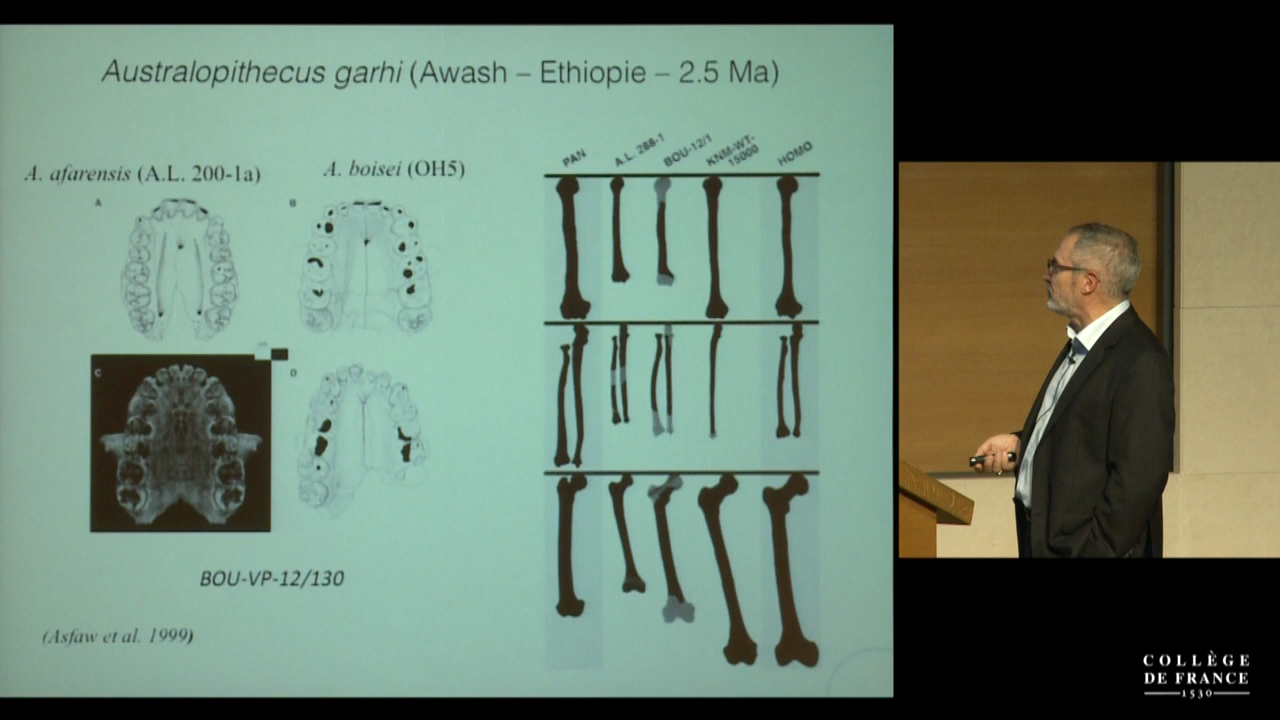 Australopithecus garhi (Awash – Ethiopie – 2.5 Ma)
A. afarensis (A.L. 200-1a)
A. boisei (OH5)
A
B
C
D
BOU-VP-12/130
(Asfaw et al. 1999)
PAN
A.L. 288-1
BOU-12/1
KNM-WT-
15000
HOMO
COLLÈGE
DE FRANCE
1530